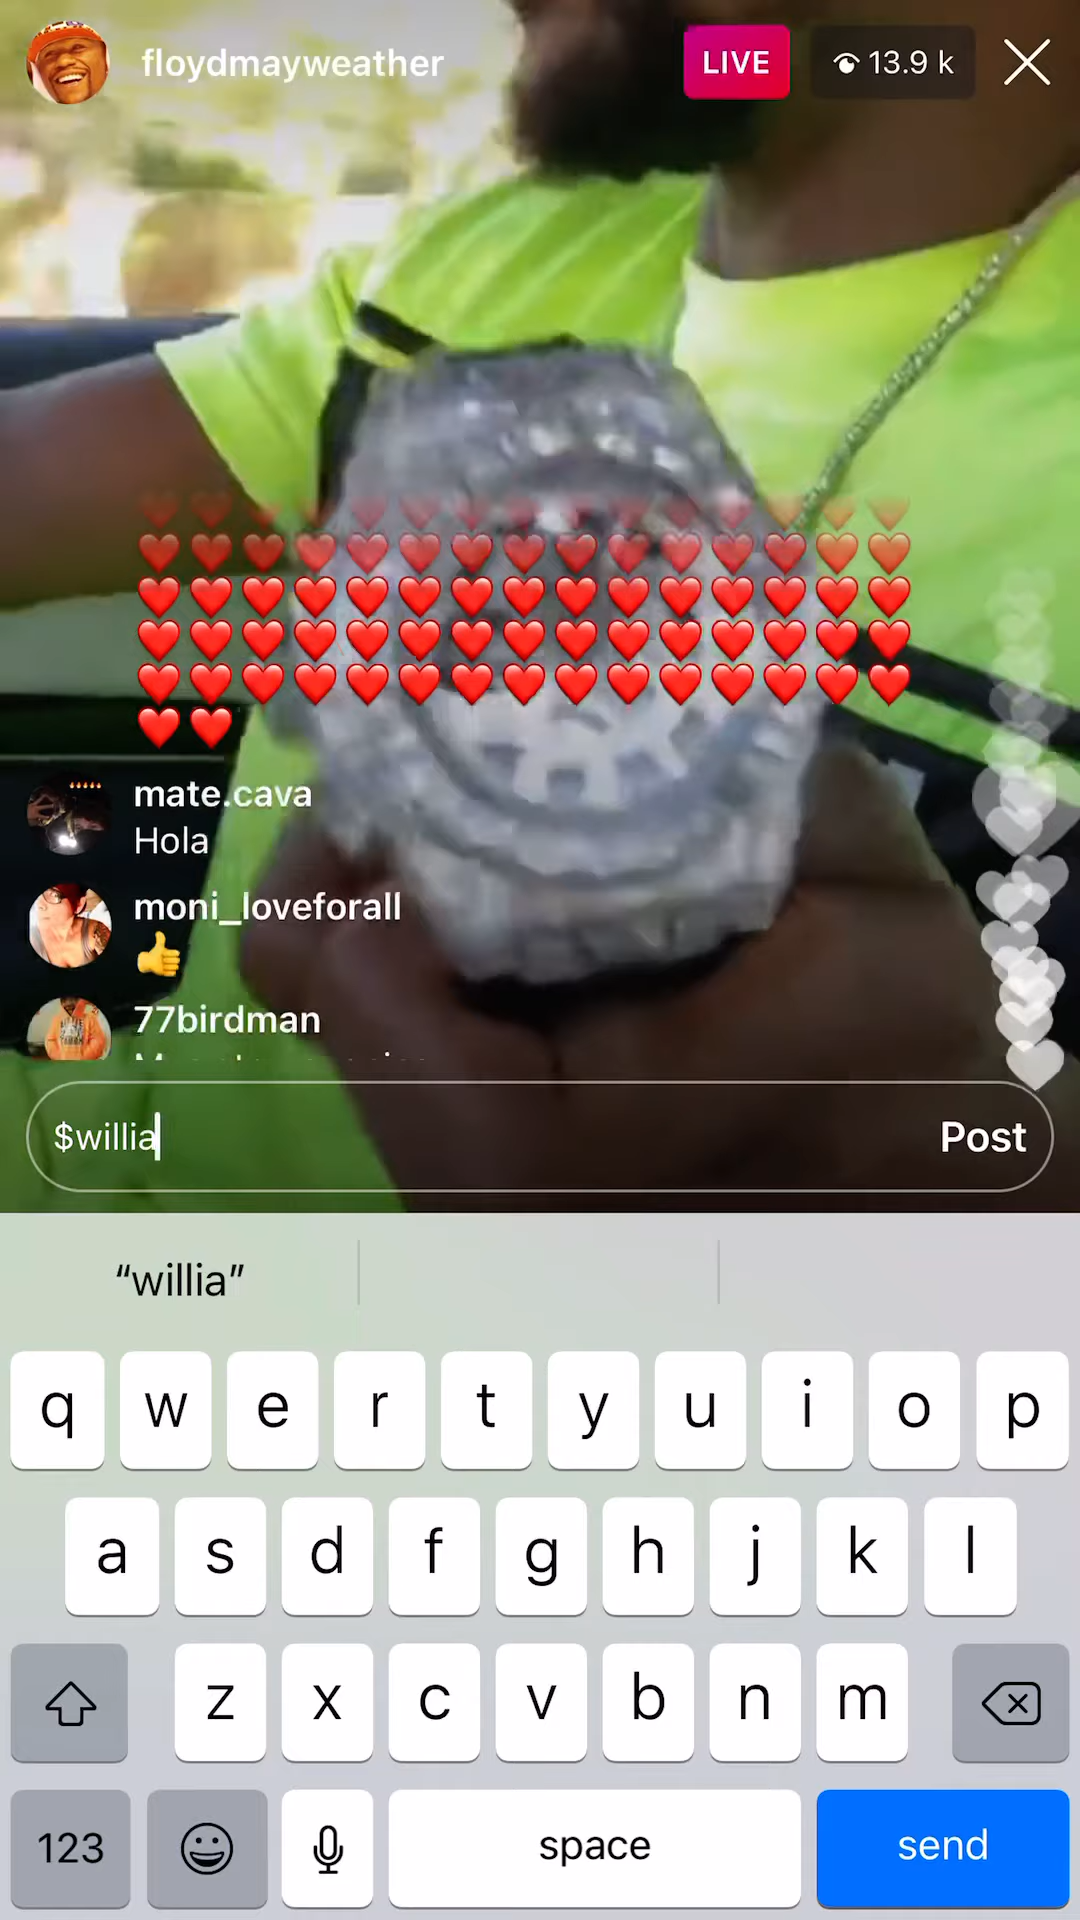 floydmayweather
LIVE
13.9 k
❤️❤️❤️❤️❤️❤️❤️❤️❤️❤️❤️❤️❤️❤️❤️
❤️❤️❤️❤️❤️❤️❤️❤️❤️❤️❤️❤️❤️❤️❤️
❤️❤️❤️❤️❤️❤️❤️❤️❤️❤️❤️❤️❤️❤️❤️
❤️❤️❤️❤️❤️❤️❤️❤️❤️❤️❤️❤️❤️❤️❤️
❤️❤️❤️❤️❤️❤️❤️❤️❤️❤️❤️❤️❤️❤️❤️
❤️❤️
mate.cava
Hola
moni_loveforall
👍
77birdman
$willia
Post
“willia”
q w e r t y u i o p
a s d f g h j k l
z x c v b n m
123
space
send